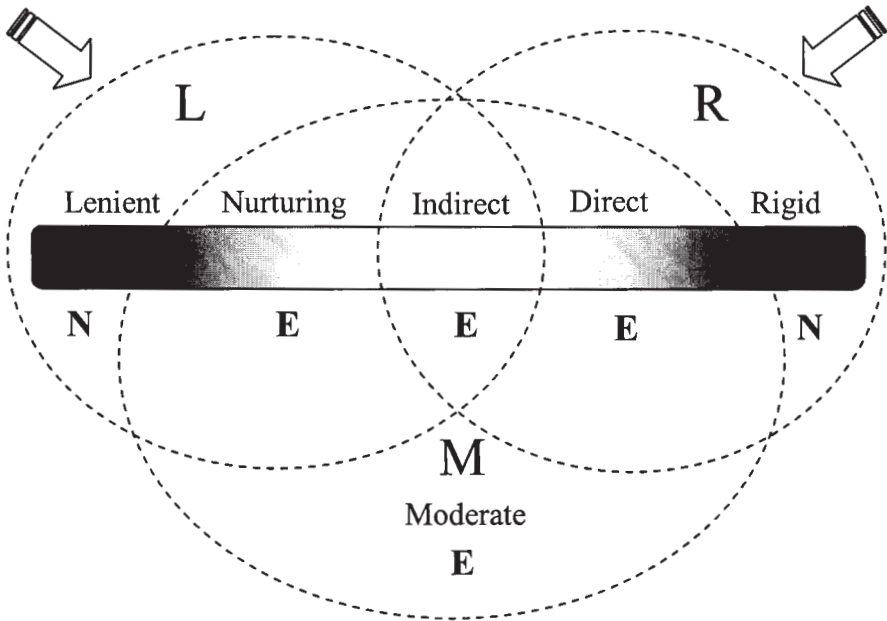 L R
Lenient Nurturing Indirect Direct Rigid
N E E E N
M
Moderate
E